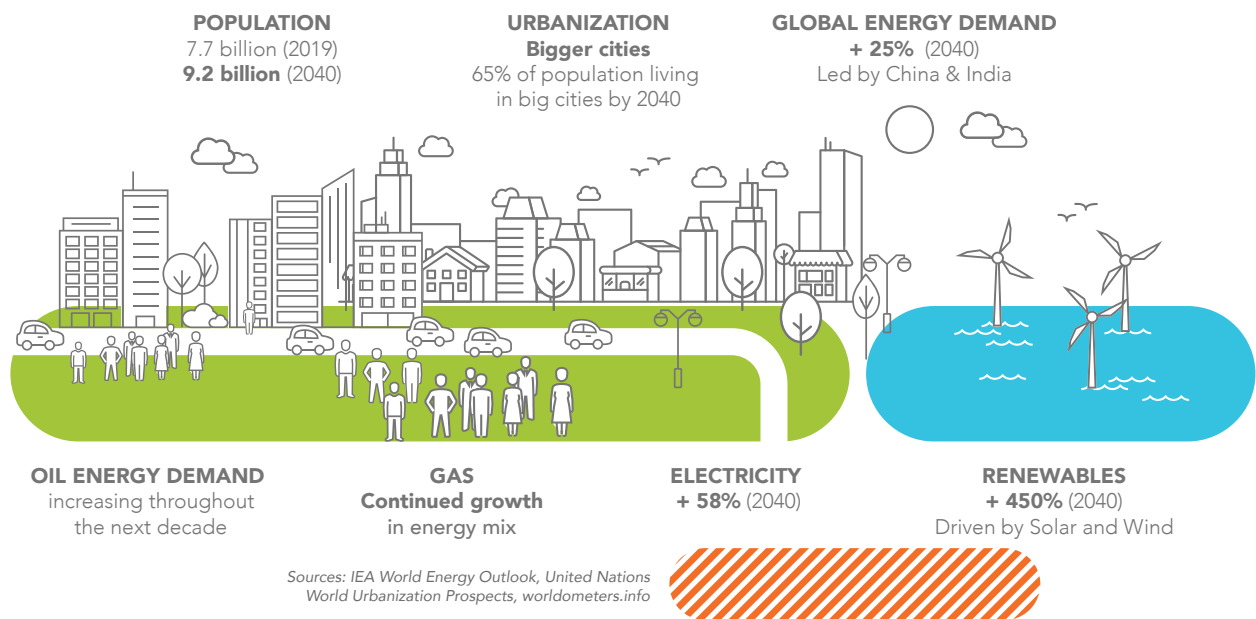 POPULATION
7.7 billion (2019)
9.2 billion (2040)
URBANIZATION
Bigger cities
65% of population living
in big cities by 2040
GLOBAL ENERGY DEMAND
+ 25% (2040)
Led by China & India
OIL ENERGY DEMAND
increasing throughout
the next decade
GAS
Continued growth
in energy mix
ELECTRICITY
+ 58% (2040)
RENEWABLES
+ 450% (2040)
Driven by Solar and Wind
Sources: IEA World Energy Outlook, United Nations
World Urbanization Prospects, worldometers.info